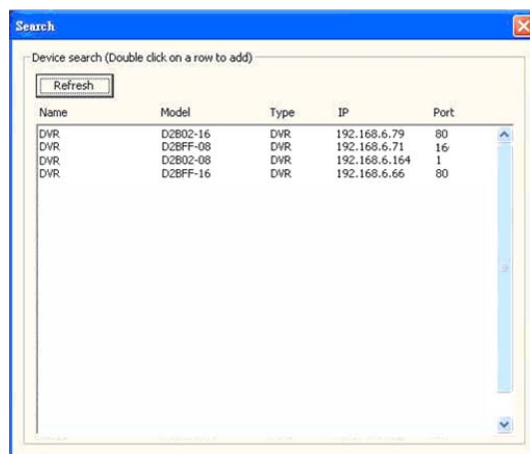 Search
Device search (Double click on a row to add)
Refresh
Name Model Type IP Port
DVR D2B02-16 DVR 192.168.6.79 80
DVR D2BFF-08 DVR 192.168.6.71 16
DVR D2B02-08 DVR 192.168.6.164 1
DVR D2BFF-16 DVR 192.168.6.66 80